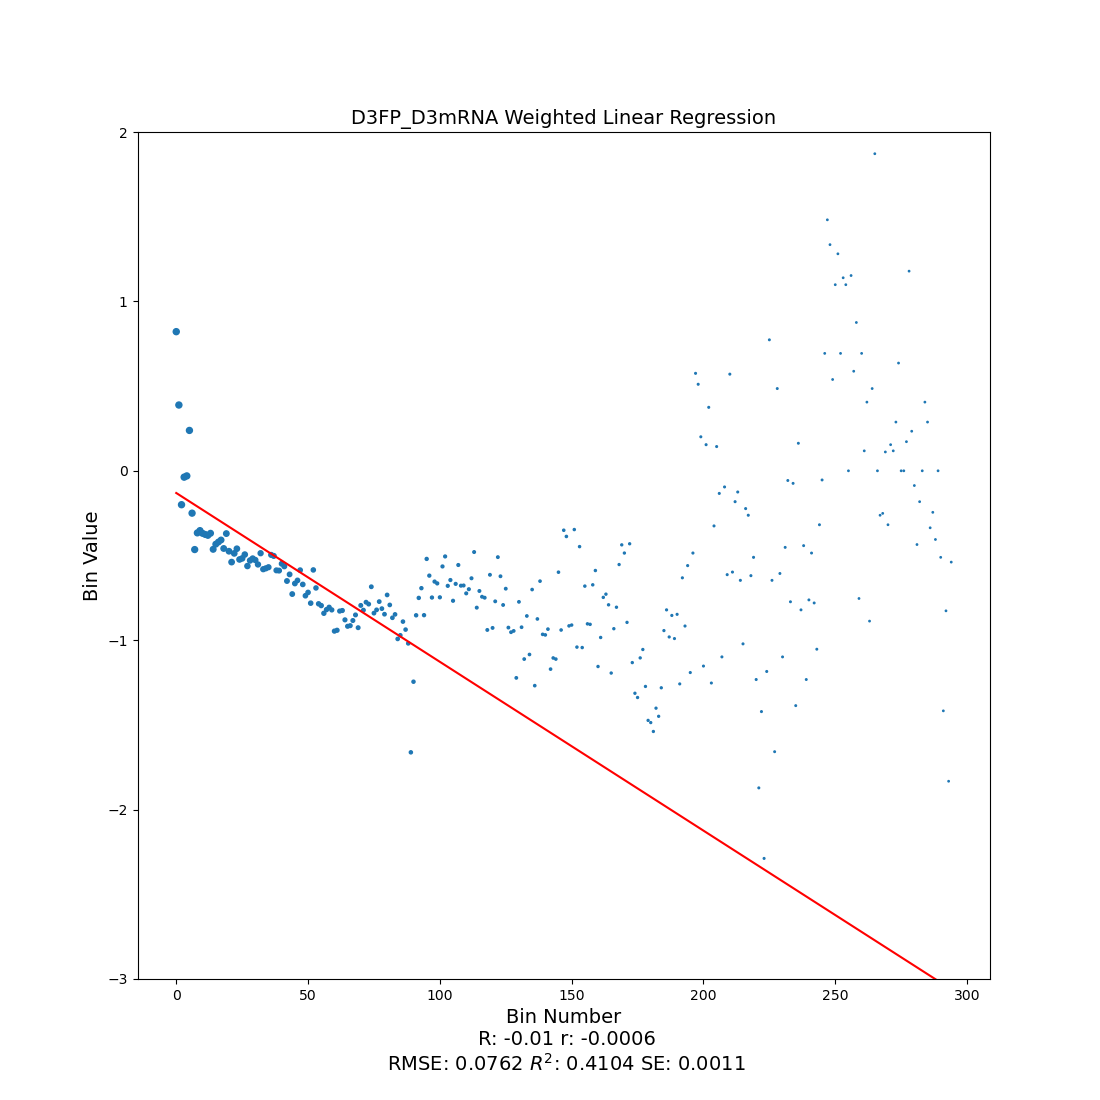 D3FP_D3mRNA Weighted Linear Regression
2
1
0
−1
−2
−3
Bin Value
0 50 100 150 200 250 300
Bin Number
R: -0.01 r: -0.0006
RMSE: 0.0762 R²: 0.4104 SE: 0.0011